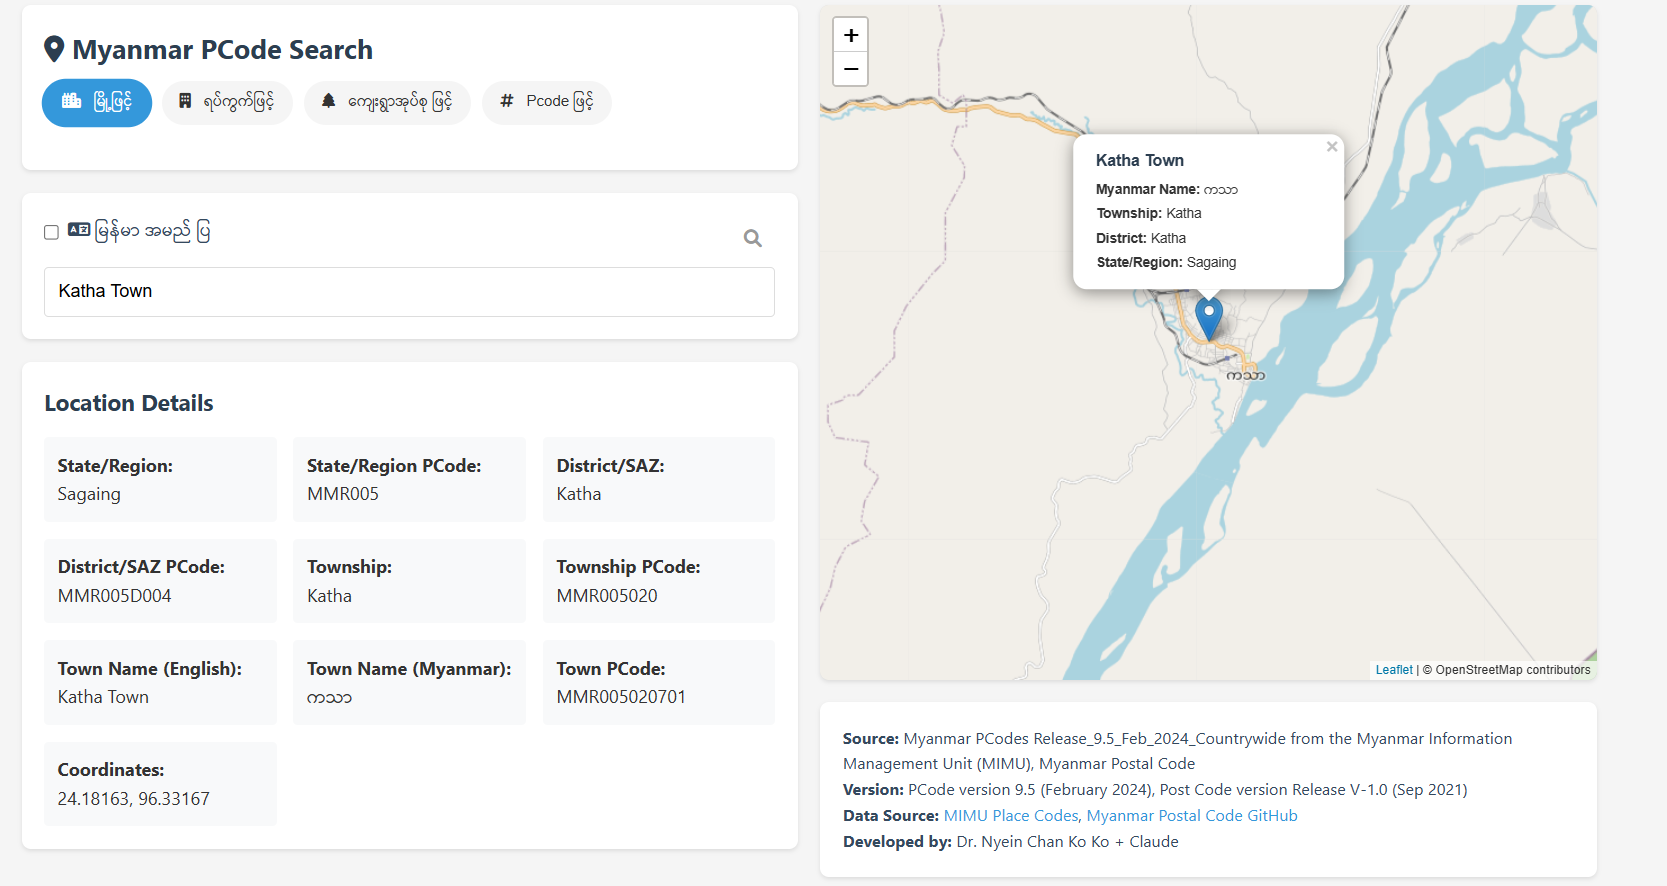 Myanmar PCode Search
မြို့ဖြင့်
ရပ်ကွက်ဖြင့်
ကျေးရွာအုပ်စု ဖြင့်
# Pcode ဖြင့်
မြန်မာ အမည် ပြ
Katha Town
Location Details
State/Region:
Sagaing
State/Region PCode:
MMR005
District/SAZ:
Katha
District/SAZ PCode:
MMR005D004
Township:
Katha
Township PCode:
MMR005020
Town Name (English):
Katha Town
Town Name (Myanmar):
ကသာ
Town PCode:
MMR005020701
Coordinates:
24.18163, 96.33167
+
−
Katha Town
×
Myanmar Name: ကသာ
Township: Katha
District: Katha
State/Region: Sagaing
ကသာ
Leaflet | © OpenStreetMap contributors
Source: Myanmar PCodes Release_9.5_Feb_2024_Countrywide from the Myanmar Information
Management Unit (MIMU), Myanmar Postal Code
Version: PCode version 9.5 (February 2024), Post Code version Release V-1.0 (Sep 2021)
Data Source: MIMU Place Codes, Myanmar Postal Code GitHub
Developed by: Dr. Nyein Chan Ko Ko + Claude